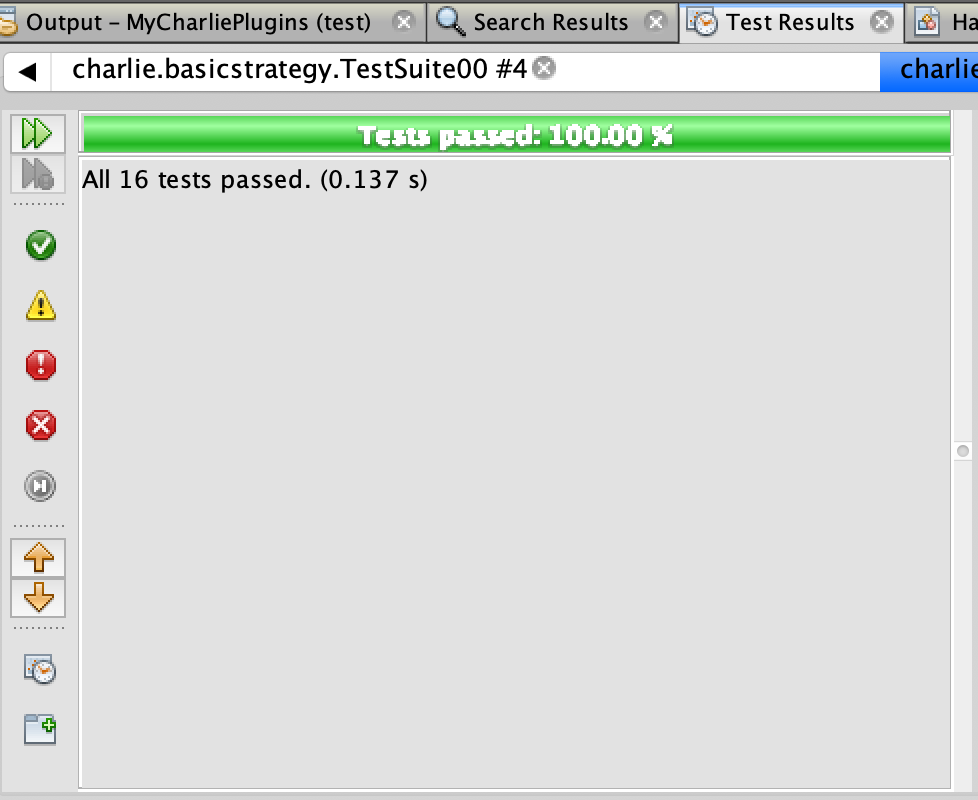 Output – MyCharliePlugins (test) Search Results Test Results Ha
charlie.basicstrategy.TestSuite00 #4 charlie
Tests passed: 100.00 %
All 16 tests passed. (0.137 s)